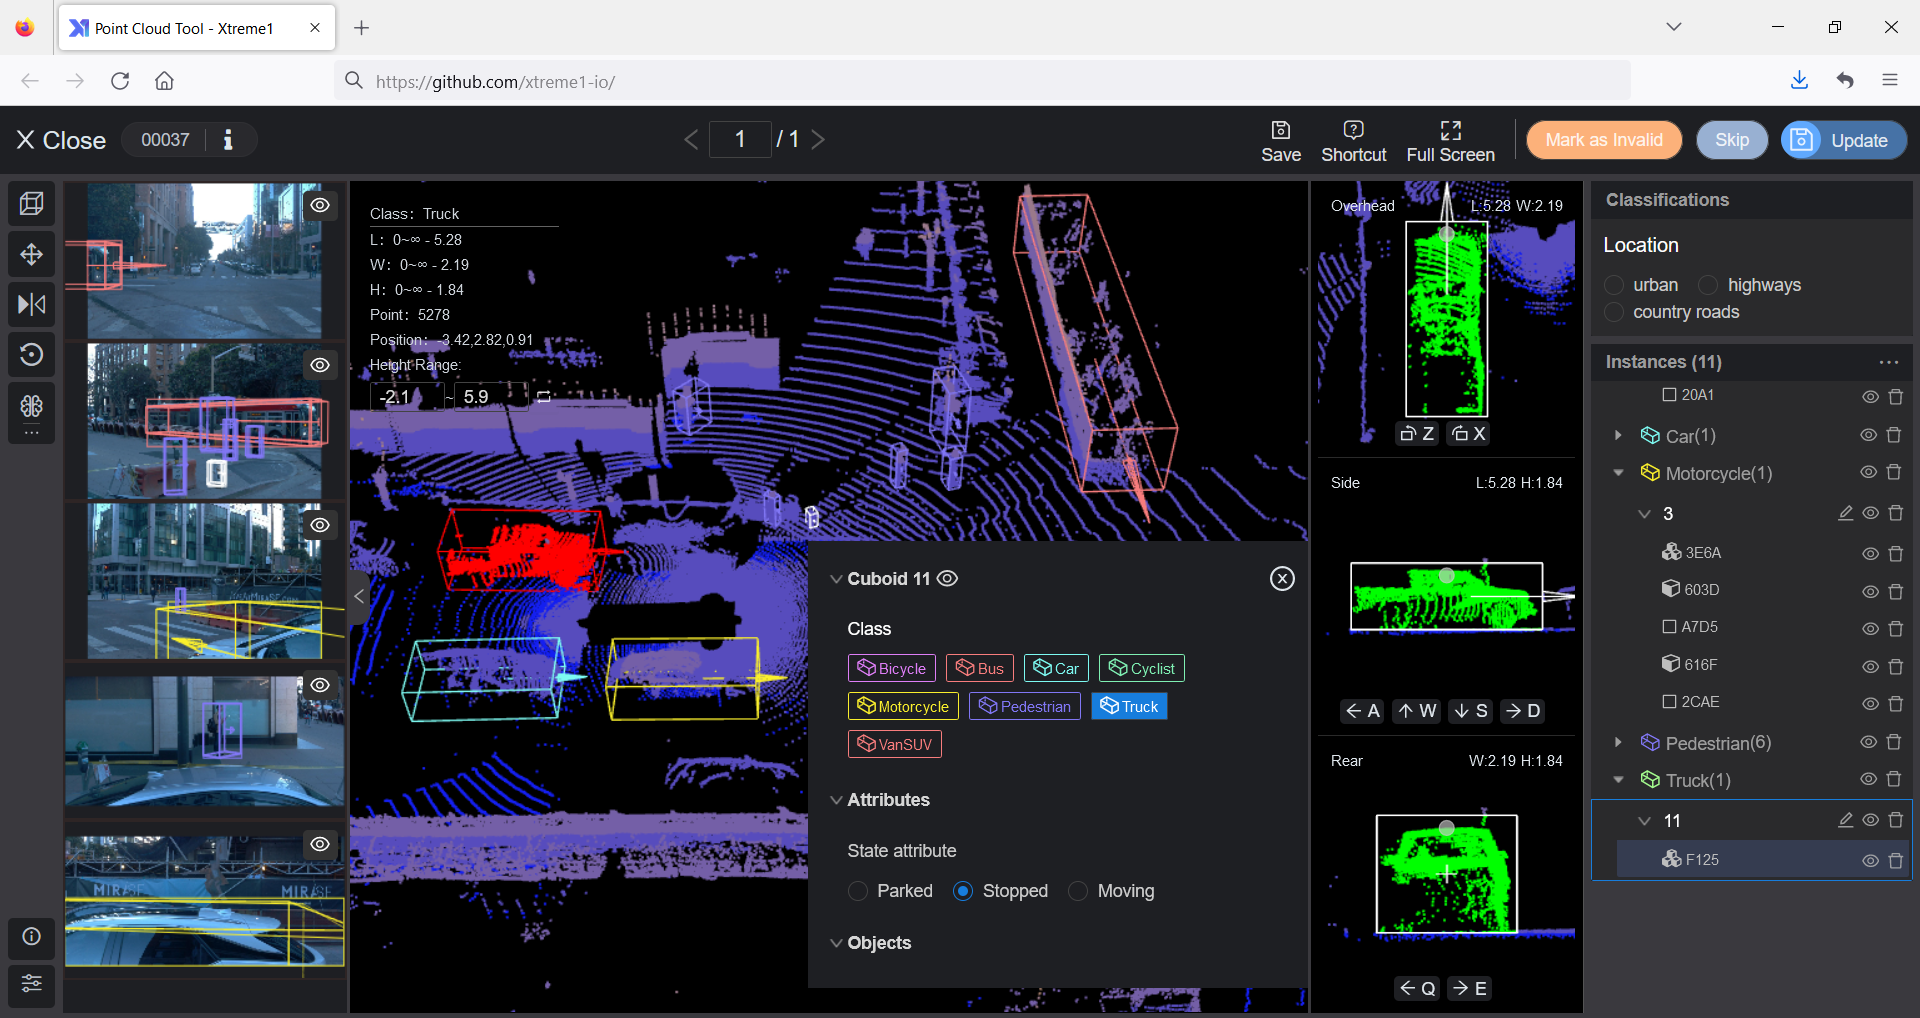 Point Cloud Tool - Xtreme1
https://github.com/xtreme1-io/
X Close
00037
1 / 1
Save
Shortcut
Full Screen
Mark as Invalid
Skip
Update
Class: Truck
L: 0~∞ - 5.28
W: 0~∞ - 2.19
H: 0~∞ - 1.84
Point: 5278
Position: -3.42,2.82,0.91
Height Range:
-2.1 ~ 5.9
MIRASE
MIRASE
Cuboid 11
Class
Bicycle Bus Car Cyclist
Motorcycle Pedestrian Truck
VanSUV
Attributes
State attribute
Parked Stopped Moving
Objects
Overhead L:5.28 W:2.19
Z X
Side L:5.28 H:1.84
A W S D
Rear W:2.19 H:1.84
Q E
Classifications
Location
urban highways
country roads
Instances (11)
20A1
Car(1)
Motorcycle(1)
3
3E6A
603D
A7D5
616F
2CAE
Pedestrian(6)
Truck(1)
11
F125